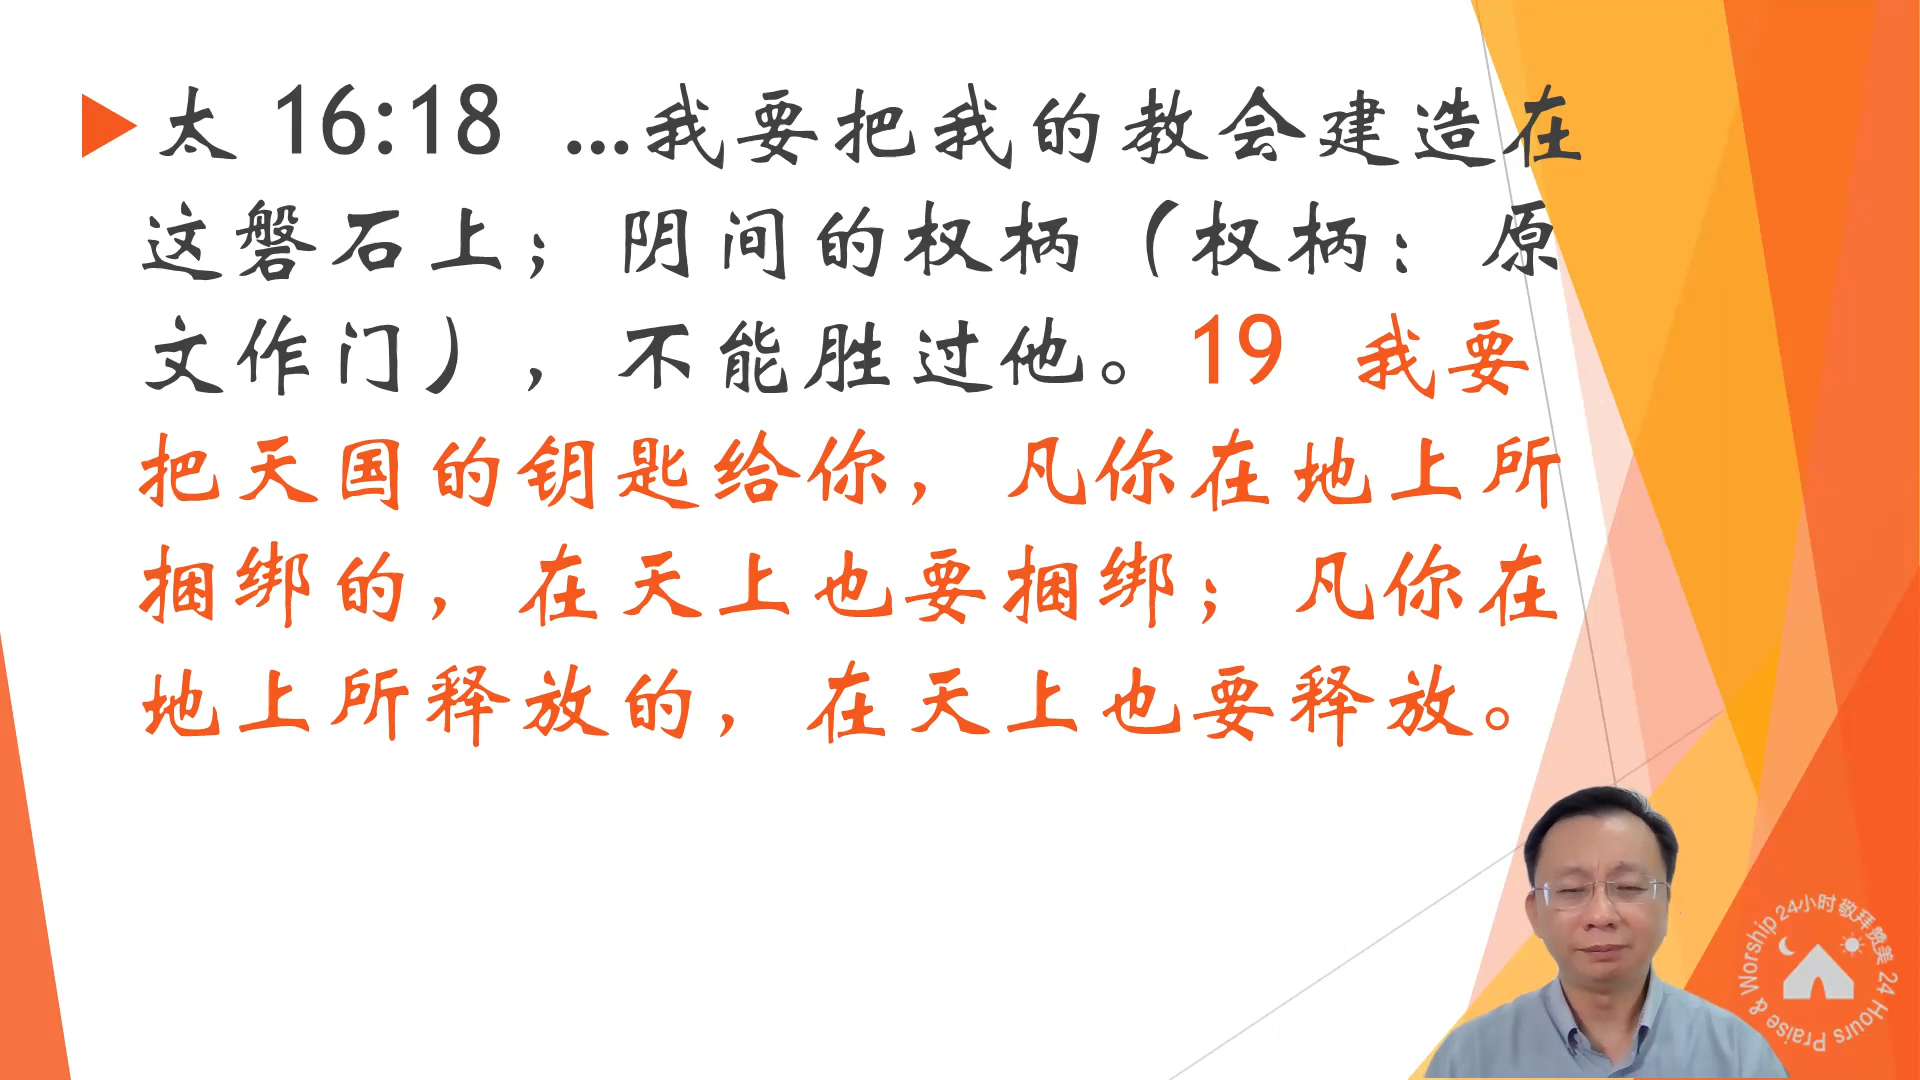 太 16:18 ...我要把我的教会建造在
这磐石上；阴间的权柄（权柄：原
文作门），不能胜过他。19 我要
把天国的钥匙给你，凡你在地上所
捆绑的，在天上也要捆绑；凡你在
地上所释放的，在天上也要释放。
24小时敬拜赞美 24 Hours Praise & Worship